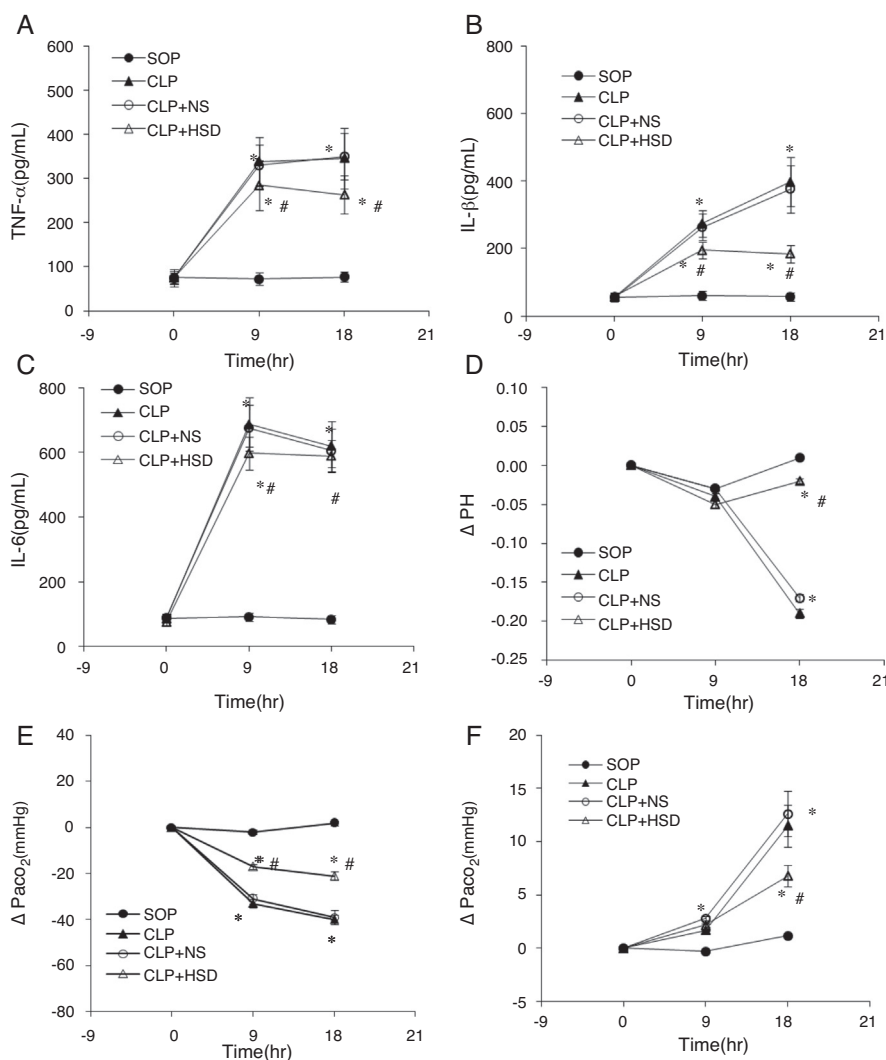 A
600
500
400
300
200
100
0
-9
0
9
18
21
TNF-α(pg/mL)
Time(hr)
SOP
CLP
CLP+NS
CLP+HSD
*
*
* #
* #
B
800
600
400
200
0
-9
0
9
18
21
IL-β(pg/mL)
Time(hr)
SOP
CLP
CLP+NS
CLP+HSD
*
*
* #
* #
C
800
600
400
200
0
-9
0
9
18
21
IL-6(pg/mL)
Time(hr)
SOP
CLP
CLP+NS
CLP+HSD
*
*
*#
#
D
0.10
0.05
0.00
-0.05
-0.10
-0.15
-0.20
-0.25
-9
0
9
18
21
Δ PH
Time(hr)
SOP
CLP
CLP+NS
CLP+HSD
* #
*
E
40
20
0
-20
-40
-60
-80
-9
0
9
18
21
Δ Paco₂(mmHg)
Time(hr)
SOP
CLP
CLP+NS
CLP+HSD
* #
* #
*
*
F
20
15
10
5
0
-5
-9
0
9
18
21
Δ Paco₂(mmHg)
Time(hr)
SOP
CLP
CLP+NS
CLP+HSD
*
*
* #